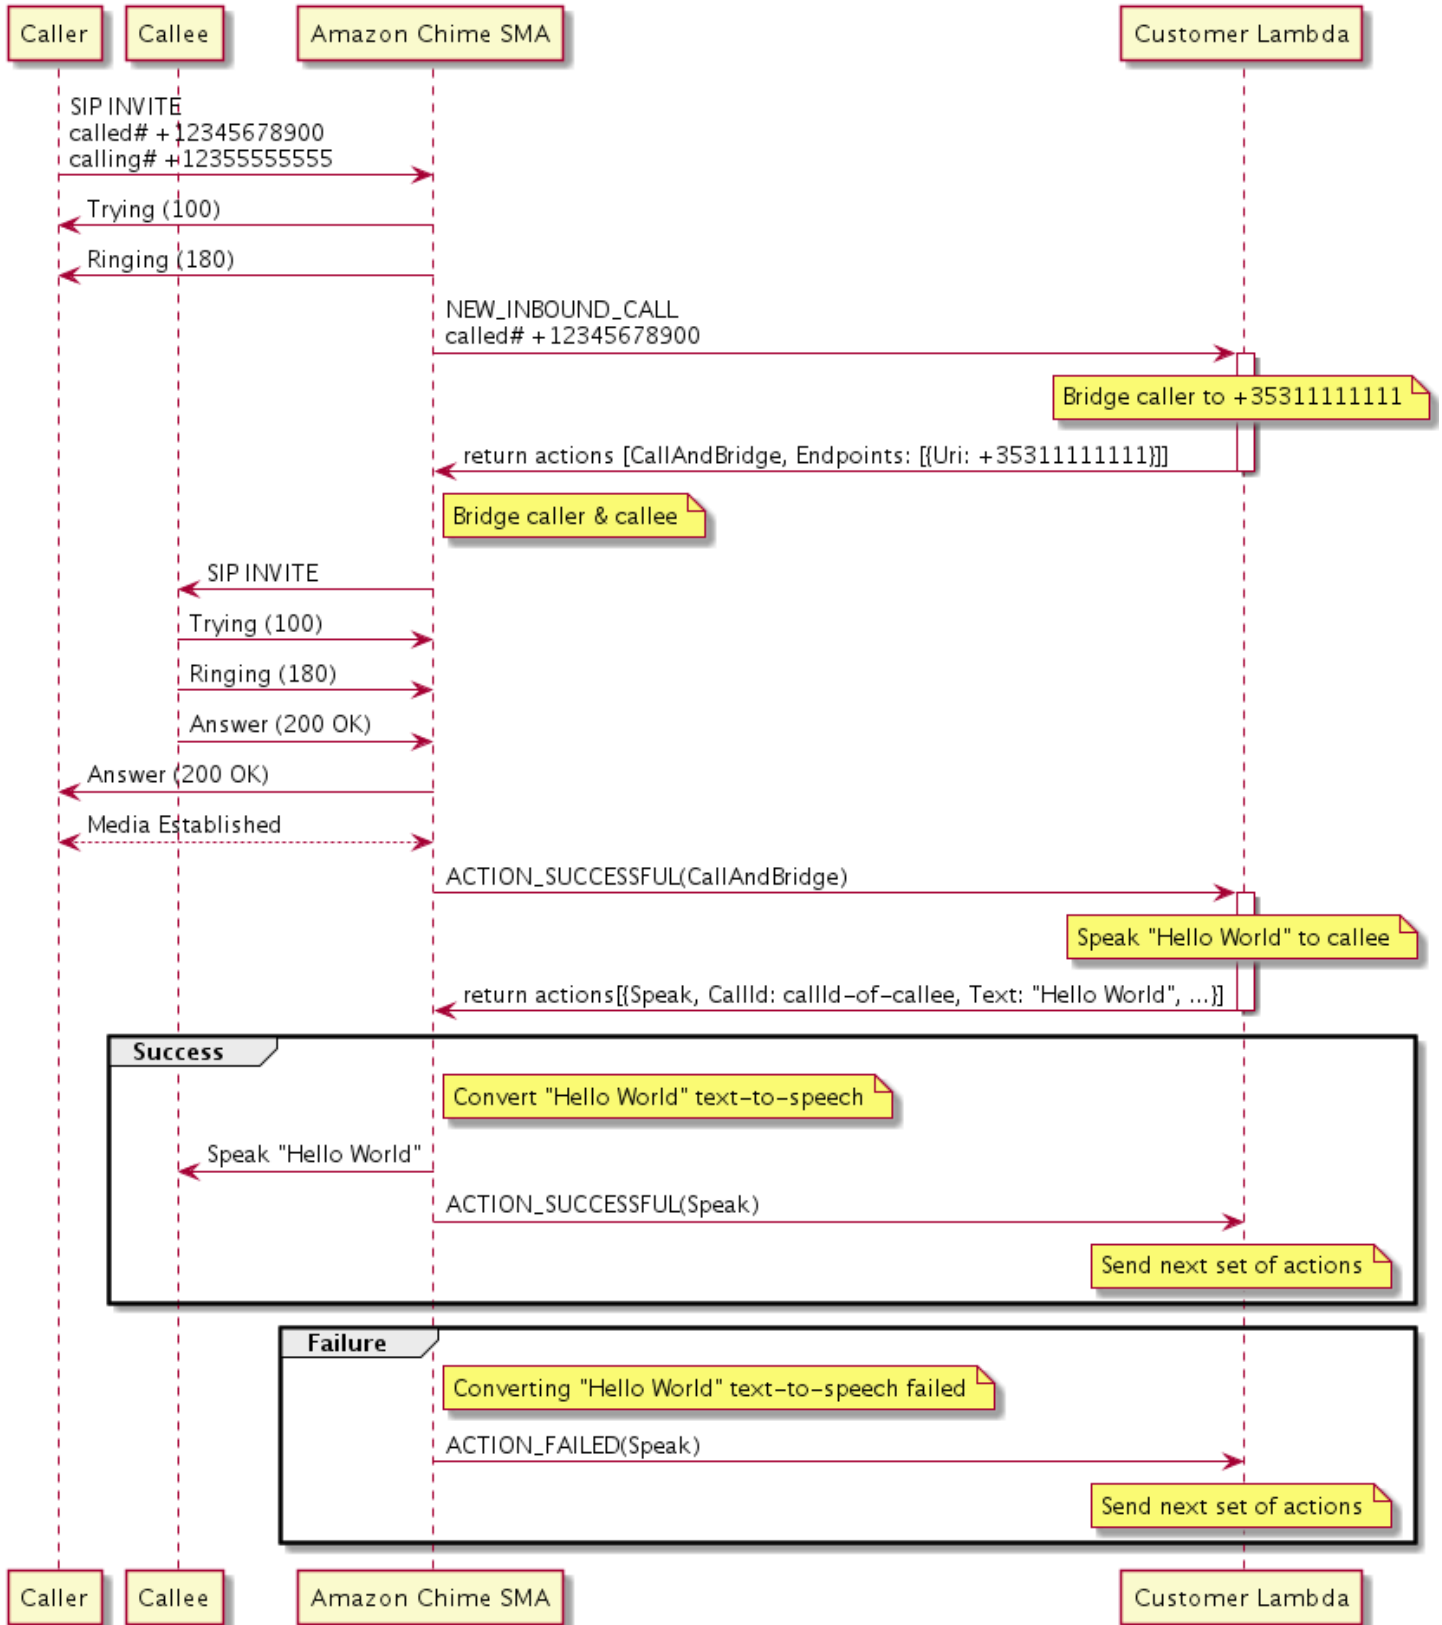 Caller
Callee
Amazon Chime SMA
Customer Lambda
SIP INVITE
called# +12345678900
calling# +12355555555
Trying (100)
Ringing (180)
NEW_INBOUND_CALL
called# +12345678900
Bridge caller to +35311111111
return actions [CallAndBridge, Endpoints: [{Uri: +35311111111}]]
Bridge caller & callee
SIP INVITE
Trying (100)
Ringing (180)
Answer (200 OK)
Answer (200 OK)
Media Established
ACTION_SUCCESSFUL(CallAndBridge)
Speak "Hello World" to callee
return actions[{Speak, CallId: callId-of-callee, Text: "Hello World", ...}]
Success
Convert "Hello World" text-to-speech
Speak "Hello World"
ACTION_SUCCESSFUL(Speak)
Send next set of actions
Failure
Converting "Hello World" text-to-speech failed
ACTION_FAILED(Speak)
Send next set of actions
Caller
Callee
Amazon Chime SMA
Customer Lambda